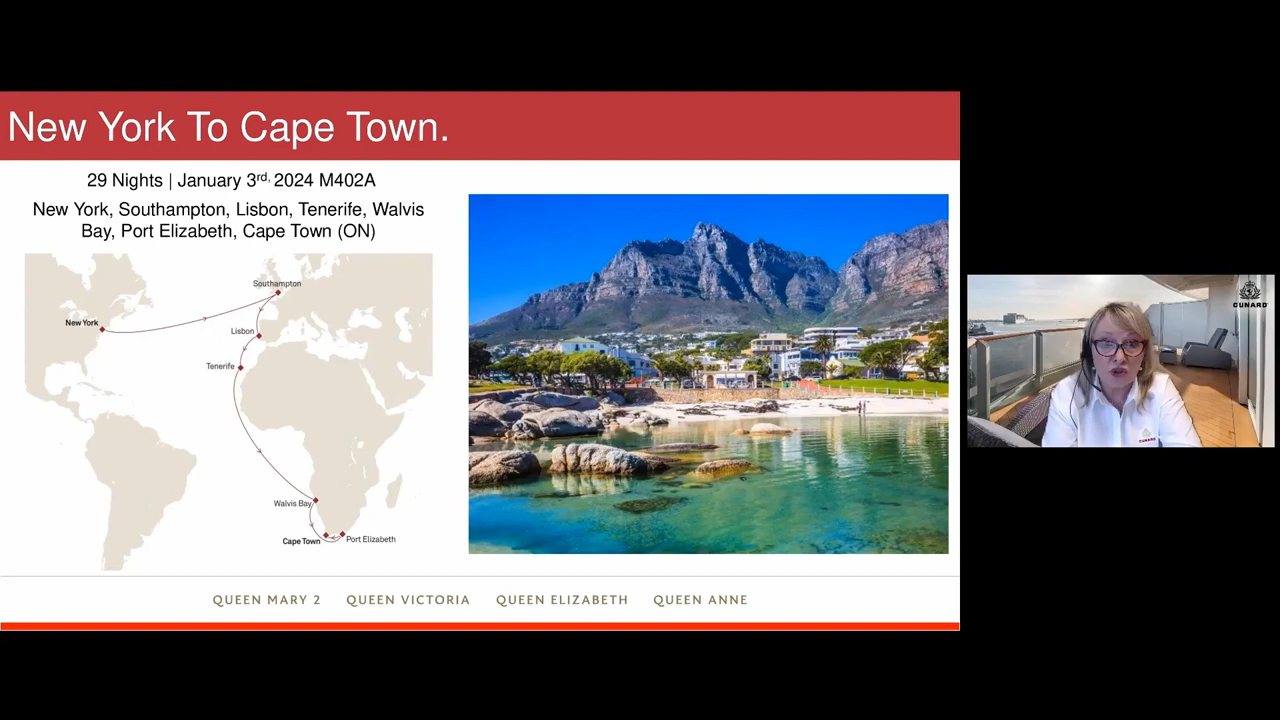 New York To Cape Town.
29 Nights | January 3rd, 2024 M402A
New York, Southampton, Lisbon, Tenerife, Walvis
Bay, Port Elizabeth, Cape Town (ON)
Southampton
New York
Lisbon
Tenerife
Walvis Bay
Cape Town
Port Elizabeth
QUEEN MARY 2 QUEEN VICTORIA QUEEN ELIZABETH QUEEN ANNE
CUNARD
CUNARD